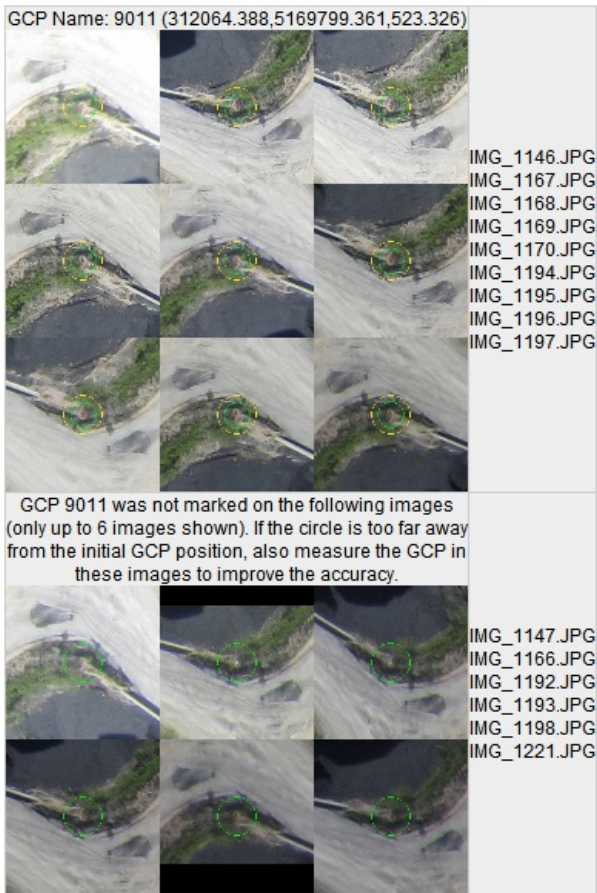 GCP Name: 9011 (312064.388,5169799.361,523.326)
IMG_1146.JPG
IMG_1167.JPG
IMG_1168.JPG
IMG_1169.JPG
IMG_1170.JPG
IMG_1194.JPG
IMG_1195.JPG
IMG_1196.JPG
IMG_1197.JPG
GCP 9011 was not marked on the following images
(only up to 6 images shown). If the circle is too far away
from the initial GCP position, also measure the GCP in
these images to improve the accuracy.
IMG_1147.JPG
IMG_1166.JPG
IMG_1192.JPG
IMG_1193.JPG
IMG_1198.JPG
IMG_1221.JPG